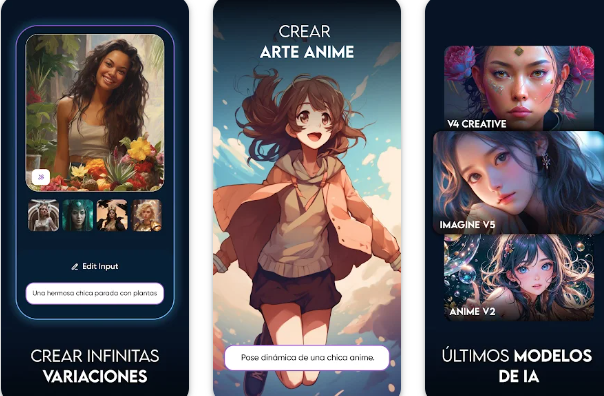 Edit Input
Una hermosa chica parada con plantas
CREAR INFINITAS
VARIACIONES
CREAR
ARTE ANIME
Pose dinámica de una chica anime.
V4 CREATIVE
IMAGINE V5
ANIME V2
ÚLTIMOS MODELOS
DE IA